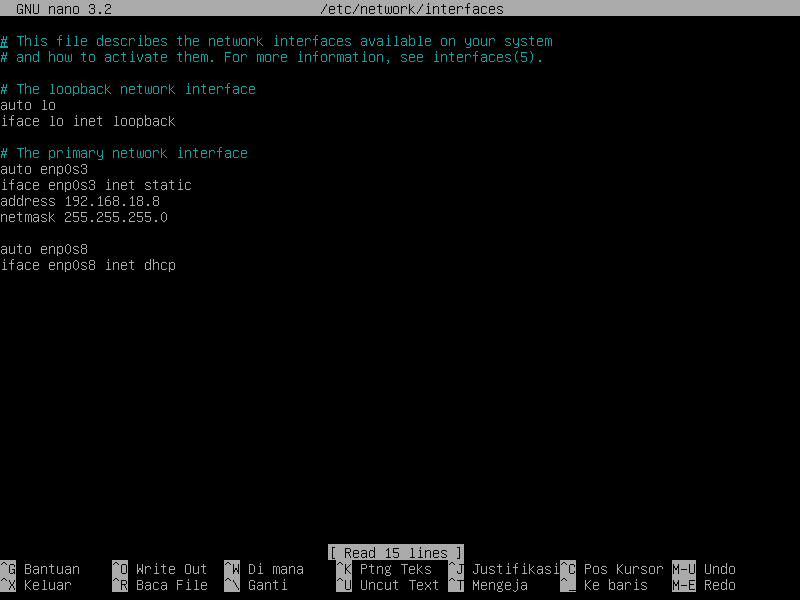 GNU nano 3.2 /etc/network/interfaces
# This file describes the network interfaces available on your system
# and how to activate them. For more information, see interfaces(5).
# The loopback network interface
auto lo
iface lo inet loopback
# The primary network interface
auto enp0s3
iface enp0s3 inet static
address 192.168.18.8
netmask 255.255.255.0
auto enp0s8
iface enp0s8 inet dhcp
[ Read 15 lines ]
^G Bantuan ^O Write Out ^W Di mana ^K Ptng Teks ^J Justifikasi ^C Pos Kursor M-U Undo
^X Keluar ^R Baca File ^\ Ganti ^U Uncut Text ^T Mengeja ^_ Ke baris M-E Redo